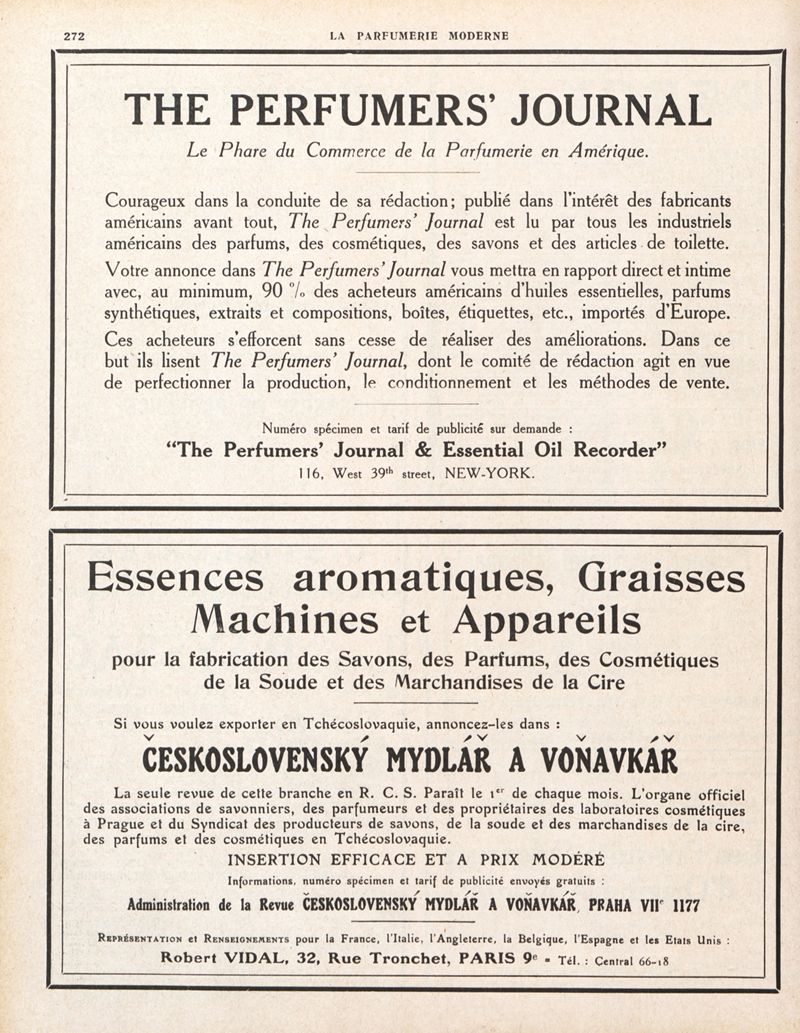 272
LA PARFUMERIE MODERNE
THE PERFUMERS' JOURNAL
Le Phare du Commerce de la Parfumerie en Amérique.
Courageux dans la conduite de sa rédaction; publié dans l'intérêt des fabricants
américains avant tout, The Perfumers' Journal est lu par tous les industriels
américains des parfums, des cosmétiques, des savons et des articles de toilette.
Votre annonce dans The Perfumers' Journal vous mettra en rapport direct et intime
avec, au minimum, 90 % des acheteurs américains d'huiles essentielles, parfums
synthétiques, extraits et compositions, boîtes, étiquettes, etc., importés d'Europe.
Ces acheteurs s'efforcent sans cesse de réaliser des améliorations. Dans ce
but ils lisent The Perfumers' Journal, dont le comité de rédaction agit en vue
de perfectionner la production, le conditionnement et les méthodes de vente.
Numéro spécimen et tarif de publicité sur demande :
“The Perfumers' Journal & Essential Oil Recorder”
116, West 39th street, NEW-YORK.
Essences aromatiques, Graisses
Machines et Appareils
pour la fabrication des Savons, des Parfums, des Cosmétiques
de la Soude et des Marchandises de la Cire
Si vous voulez exporter en Tchécoslovaquie, annoncez-les dans :
ČESKOSLOVENSKÝ MYDLÁŘ A VOŇAVKÁŘ
La seule revue de cette branche en R. C. S. Paraît le 1er de chaque mois. L'organe officiel
des associations de savonniers, des parfumeurs et des propriétaires des laboratoires cosmétiques
à Prague et du Syndicat des producteurs de savons, de la soude et des marchandises de la cire,
des parfums et des cosmétiques en Tchécoslovaquie.
INSERTION EFFICACE ET A PRIX MODÉRÉ
Informations, numéro spécimen et tarif de publicité envoyés gratuits :
Administration de la Revue ČESKOSLOVENSKÝ MYDLÁŘ A VOŇAVKÁŘ, PRAHA VIIe 1177
REPRÉSENTATION et RENSEIGNEMENTS pour la France, l'Italie, l'Angleterre, la Belgique, l'Espagne et les Etats Unis :
Robert VIDAL, 32, Rue Tronchet, PARIS 9e - Tél. : Central 66-18